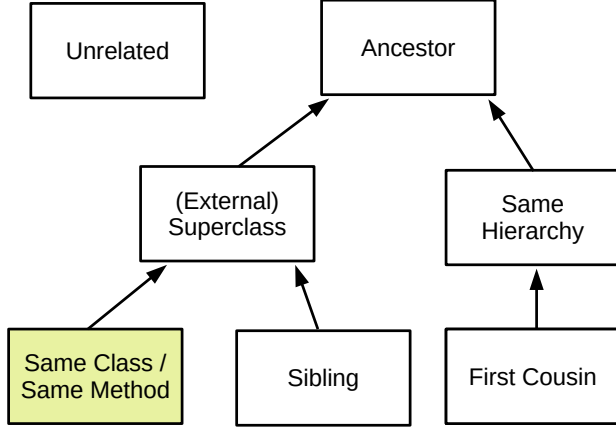 Unrelated
Ancestor
(External)
Superclass
Same
Hierarchy
Same Class /
Same Method
Sibling
First Cousin